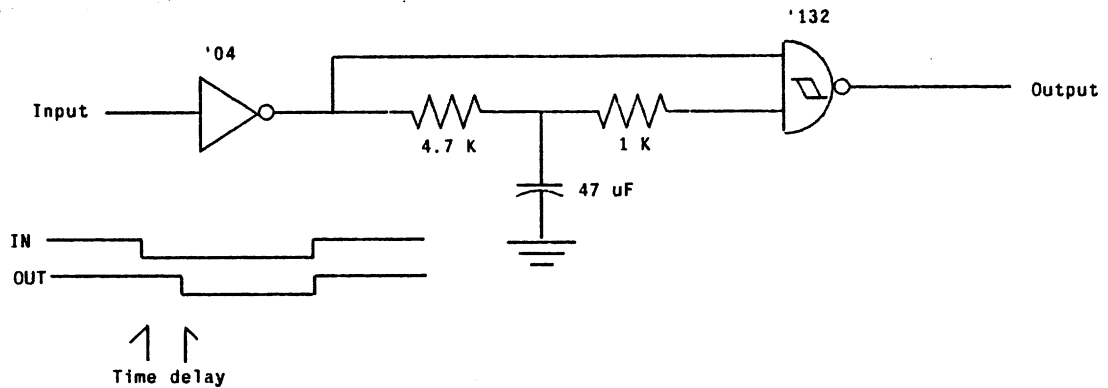 '132
'04
Input
Output
4.7 K
1 K
47 uF
IN
OUT
Time delay